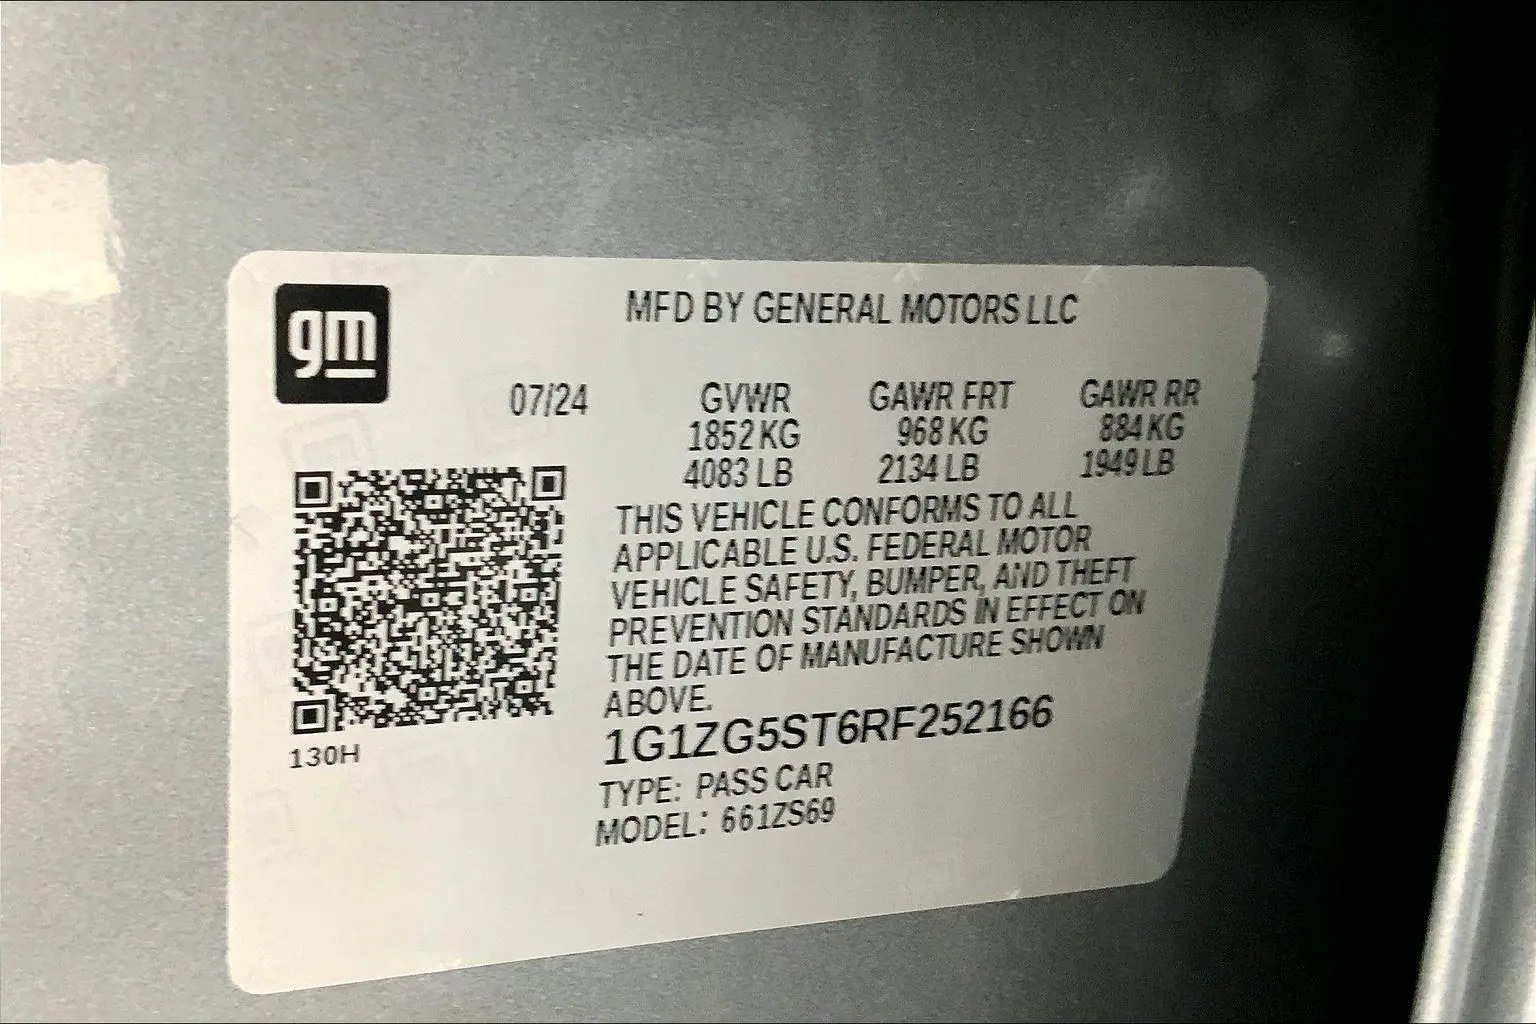 gm
MFD BY GENERAL MOTORS LLC
07/24 GVWR GAWR FRT GAWR RR
1852 KG 968 KG 884 KG
4083 LB 2134 LB 1949 LB
THIS VEHICLE CONFORMS TO ALL
APPLICABLE U.S. FEDERAL MOTOR
VEHICLE SAFETY, BUMPER, AND THEFT
PREVENTION STANDARDS IN EFFECT ON
THE DATE OF MANUFACTURE SHOWN
ABOVE.
1G1ZG5ST6RF252166
130H
TYPE: PASS CAR
MODEL: 661ZS69